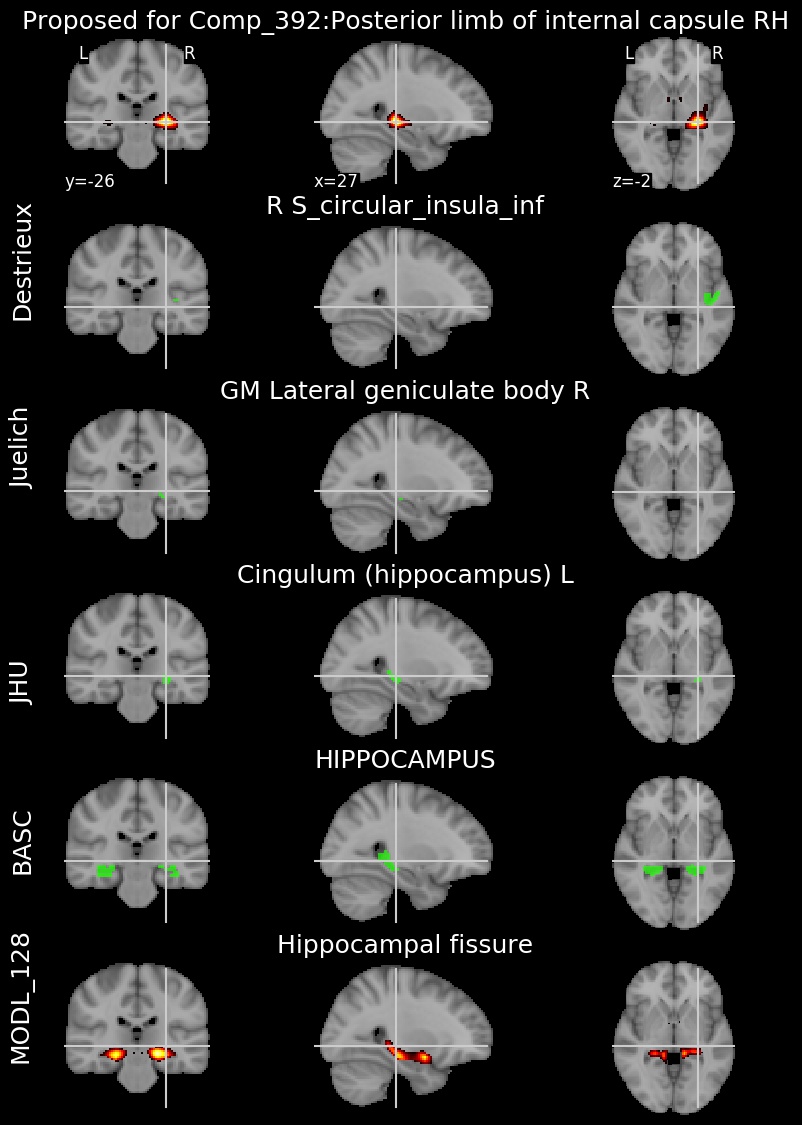 Proposed for Comp_392:Posterior limb of internal capsule RH
L R L R
y=-26 x=27 z=-2
R S_circular_insula_inf
Destrieux
GM Lateral geniculate body R
Juelich
Cingulum (hippocampus) L
JHU
HIPPOCAMPUS
BASC
Hippocampal fissure
MODL_128